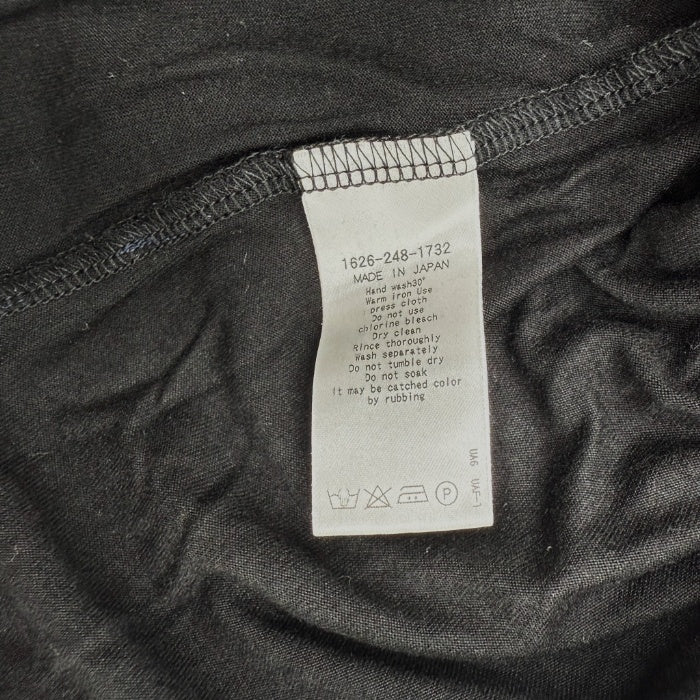 1626-248-1732
MADE IN JAPAN
Hand wash30°
Warm iron Use
press cloth
Do not use
chlorine bleach
Dry clean
Rince thoroughly
Wash separately
Do not tumble dry
Do not soak
It may be catched color
by rubbing
P